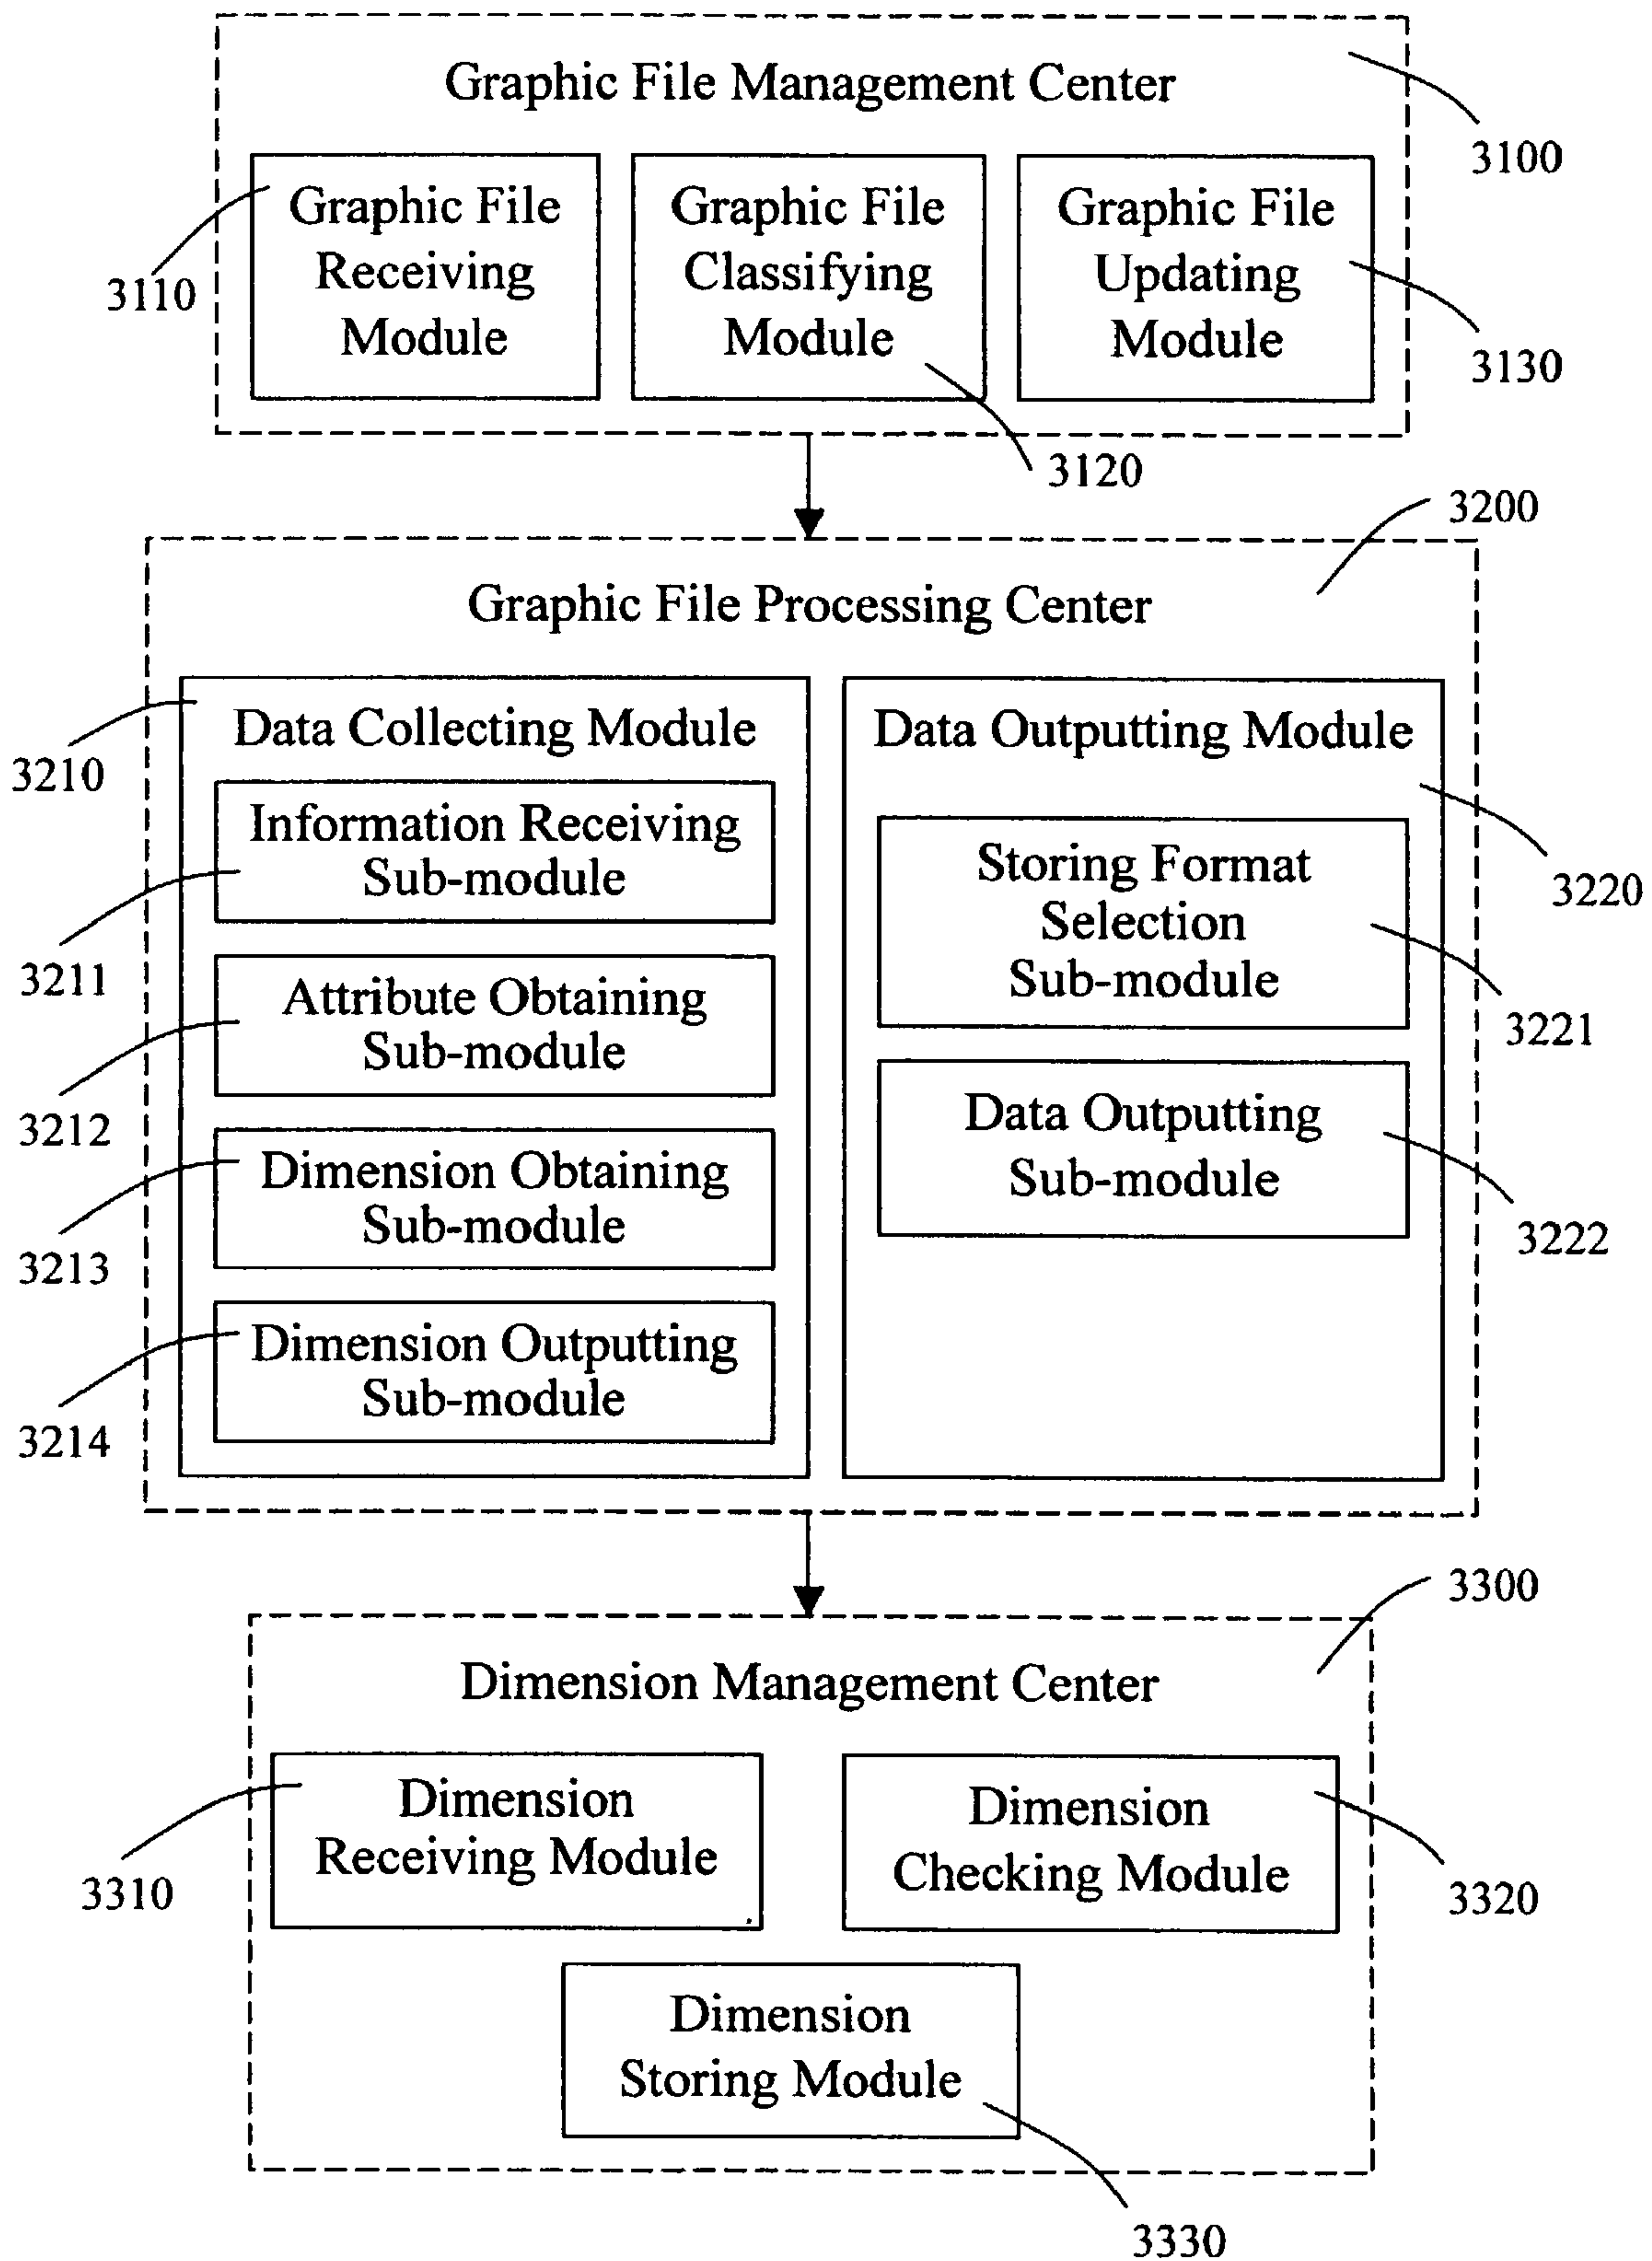 Graphic File Management Center
3100
Graphic File
Receiving
Module
3110
Graphic File
Classifying
Module
3120
Graphic File
Updating
Module
3130
3200
Graphic File Processing Center
Data Collecting Module
3210
Information Receiving
Sub-module
3211
Attribute Obtaining
Sub-module
3212
Dimension Obtaining
Sub-module
3213
Dimension Outputting
Sub-module
3214
Data Outputting Module
3220
Storing Format
Selection
Sub-module
3221
Data Outputting
Sub-module
3222
3300
Dimension Management Center
Dimension
Receiving Module
3310
Dimension
Checking Module
3320
Dimension
Storing Module
3330